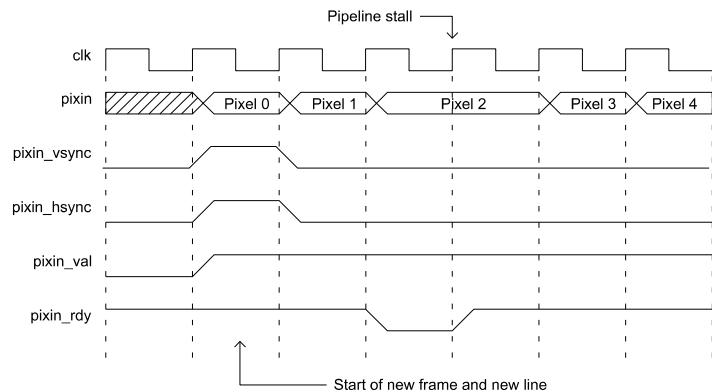 Pipeline stall
clk
pixin
Pixel 0
Pixel 1
Pixel 2
Pixel 3
Pixel 4
pixin_vsync
pixin_hsync
pixin_val
pixin_rdy
Start of new frame and new line